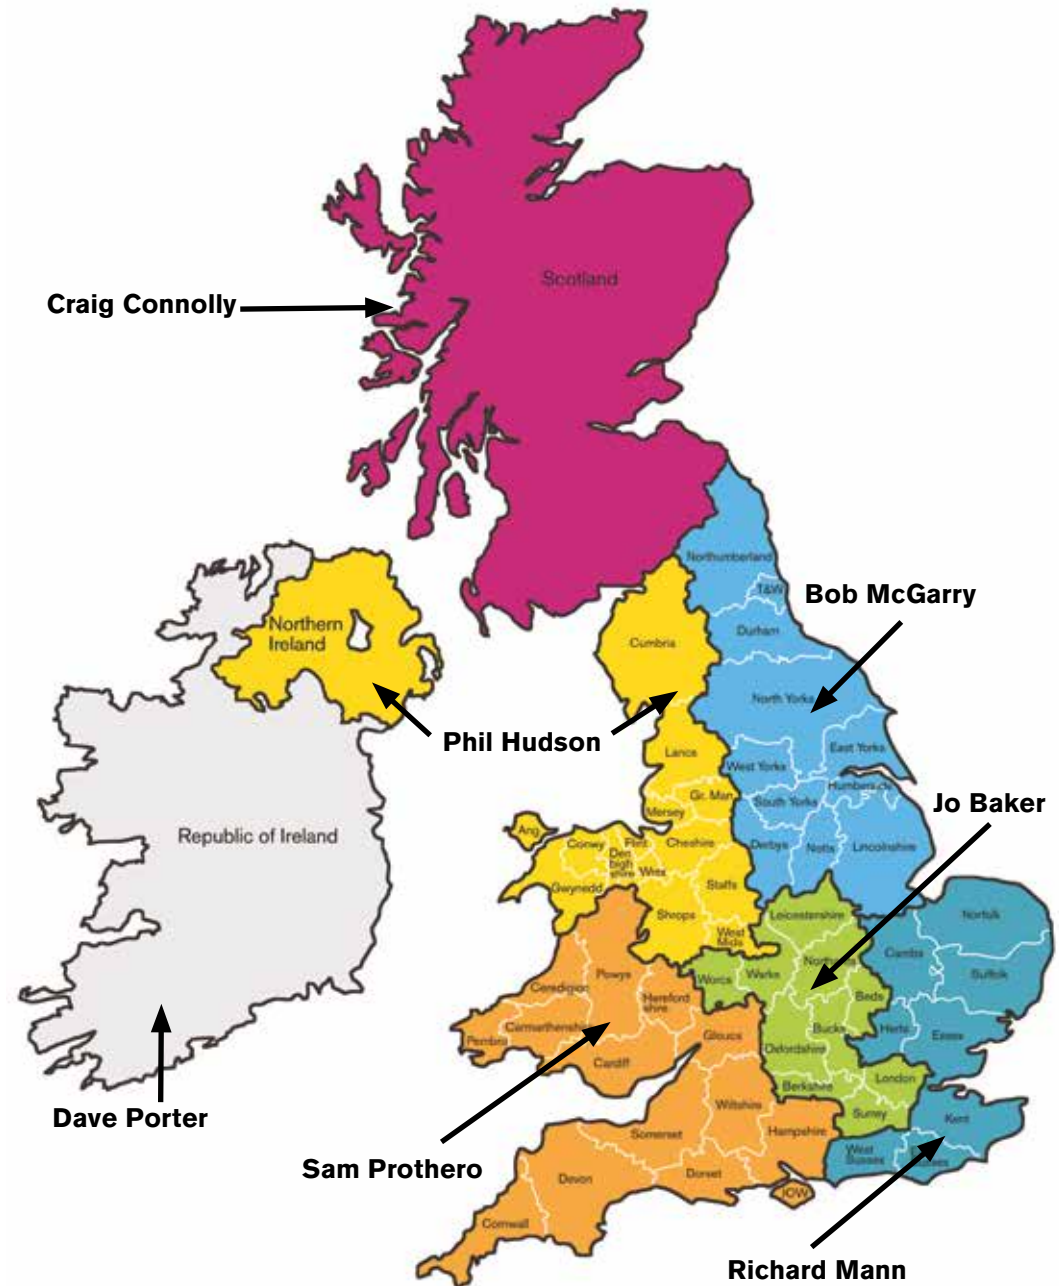 Scotland
Craig Connolly
Northumberland
T&W
Bob McGarry
Durham
Northern
Ireland
Cumbria
North Yorks
Phil Hudson
Lancs
East Yorks
West Yorks
Humberside
Gr. Man
South Yorks
Mersey
Jo Baker
Ang
Republic of Ireland
Conwy
Flint
Cheshire
Derbys
Notts
Lincolnshire
Den
bigh
shire
Wrex
Gwynedd
Staffs
Shrops
Leicestershire
Norfolk
West
Mids
Northants
Cambs
Powys
Worcs
Warks
Suffolk
Ceredigion
Hereford
shire
Beds
Carmarthenshire
Bucks
Herts
Essex
Pembs
Gloucs
Oxfordshire
Cardiff
Berkshire
London
Dave Porter
Wiltshire
Surrey
Kent
Somerset
Hampshire
West
Sussex
Sam Prothero
Devon
Dorset
IOW
Cornwall
Richard Mann